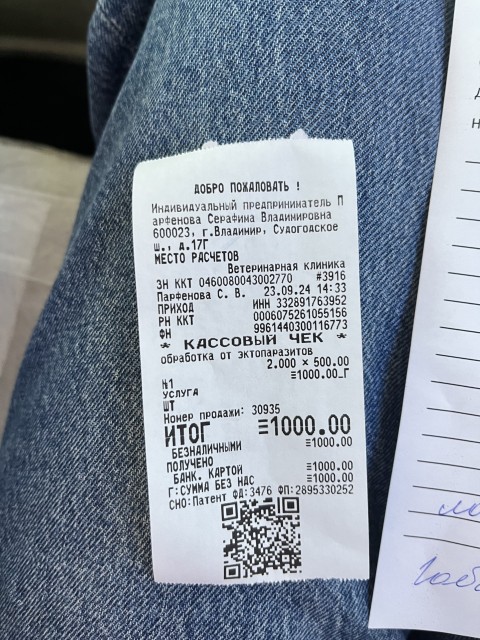 ДОБРО ПОЖАЛОВАТЬ !
Индивидуальный предприниматель П
арфенова Серафина Владимировна
600023, г.Владимир, Судогодское
ш., д.17Г
МЕСТО РАСЧЕТОВ
Ветеринарная клиника
ЗН ККТ 0460080043002770 #3916
Парфенова С. В. 23.09.24 14:33
ПРИХОД ИНН 332891763952
РН ККТ 0006075261055156
ФН 9961440300116773
* КАССОВЫЙ ЧЕК *
обработка от эктопаразитов
2.000 × 500.00
№1 ≡1000.00_Г
УСЛУГА
ШТ
Номер продажи: 30935
ИТОГ ≡1000.00
БЕЗНАЛИЧНЫМИ ≡1000.00
ПОЛУЧЕНО
БАНК. КАРТОЙ ≡1000.00
Г:СУММА БЕЗ НДС ≡1000.00
СНО:Патент ФД:3476 ФП:2895330252